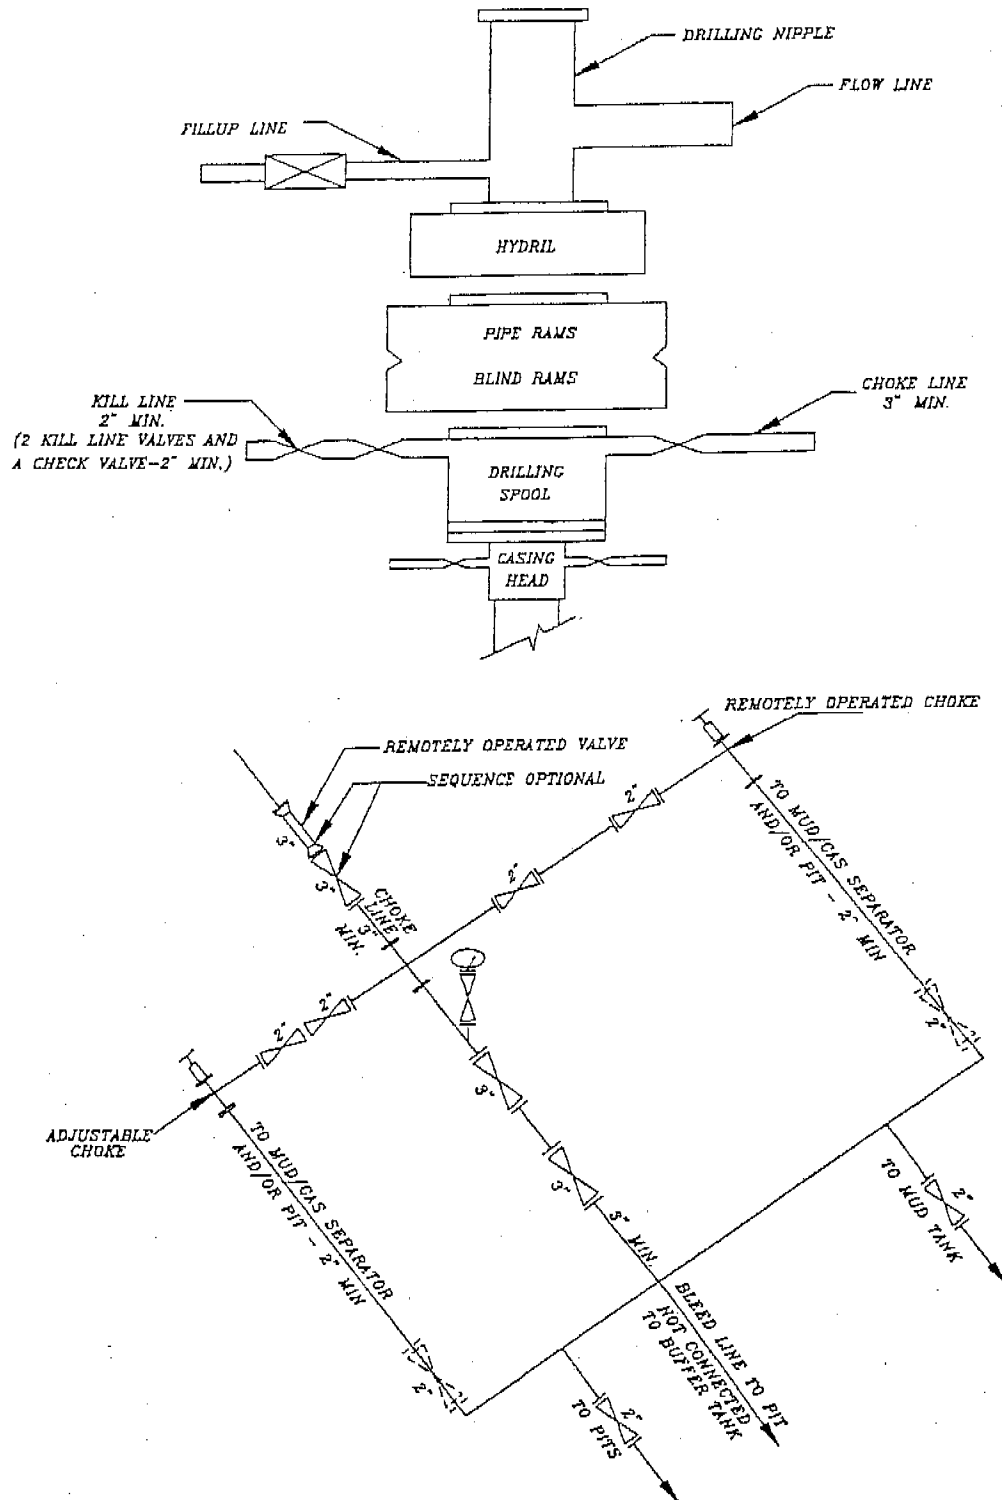 DRILLING NIPPLE
FLOW LINE
FILLUP LINE
HYDRIL
PIPE RAMS
BLIND RAMS
KILL LINE
2" MIN.
(2 KILL LINE VALVES AND
A CHECK VALVE-2" MIN.)
CHOKE LINE
3" MIN.
DRILLING
SPOOL
CASING
HEAD
REMOTELY OPERATED CHOKE
REMOTELY OPERATED VALVE
SEQUENCE OPTIONAL
3"
3"
CHOKE
LINE
3"
MIN.
2"
2"
TO MUD/GAS SEPARATOR
AND/OR PIT - 2" MIN
2"
2"
2"
ADJUSTABLE
CHOKE
TO MUD/GAS SEPARATOR
AND/OR PIT - 2" MIN
2"
3"
3"
3" MIN.
BLEED LINE TO PIT
NOT CONNECTED
TO BUFFER TANK
2"
TO MUD TANK
2"
TO PITS